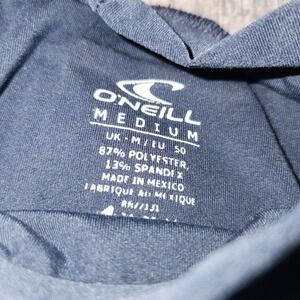 O'NEILL
MEDIUM
UK - M / EU 50
87% POLYESTER,
13% SPANDEX
MADE IN MEXICO
FABRIQUE AU MEXIQUE